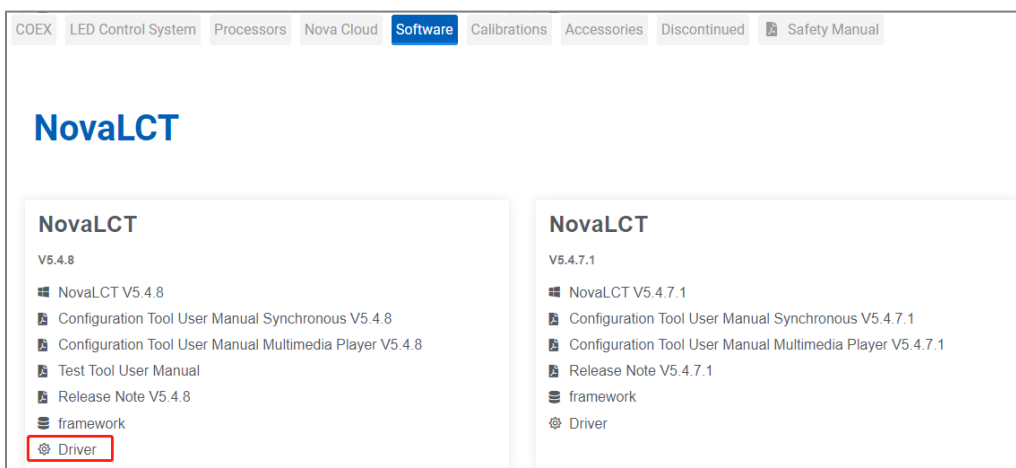 COEX LED Control System Processors Nova Cloud Software Calibrations Accessories Discontinued Safety Manual
NovaLCT
NovaLCT
V5.4.8
NovaLCT V5.4.8
Configuration Tool User Manual Synchronous V5.4.8
Configuration Tool User Manual Multimedia Player V5.4.8
Test Tool User Manual
Release Note V5.4.8
framework
Driver
NovaLCT
V5.4.7.1
NovaLCT V5.4.7.1
Configuration Tool User Manual Synchronous V5.4.7.1
Configuration Tool User Manual Multimedia Player V5.4.7.1
Release Note V5.4.7.1
framework
Driver